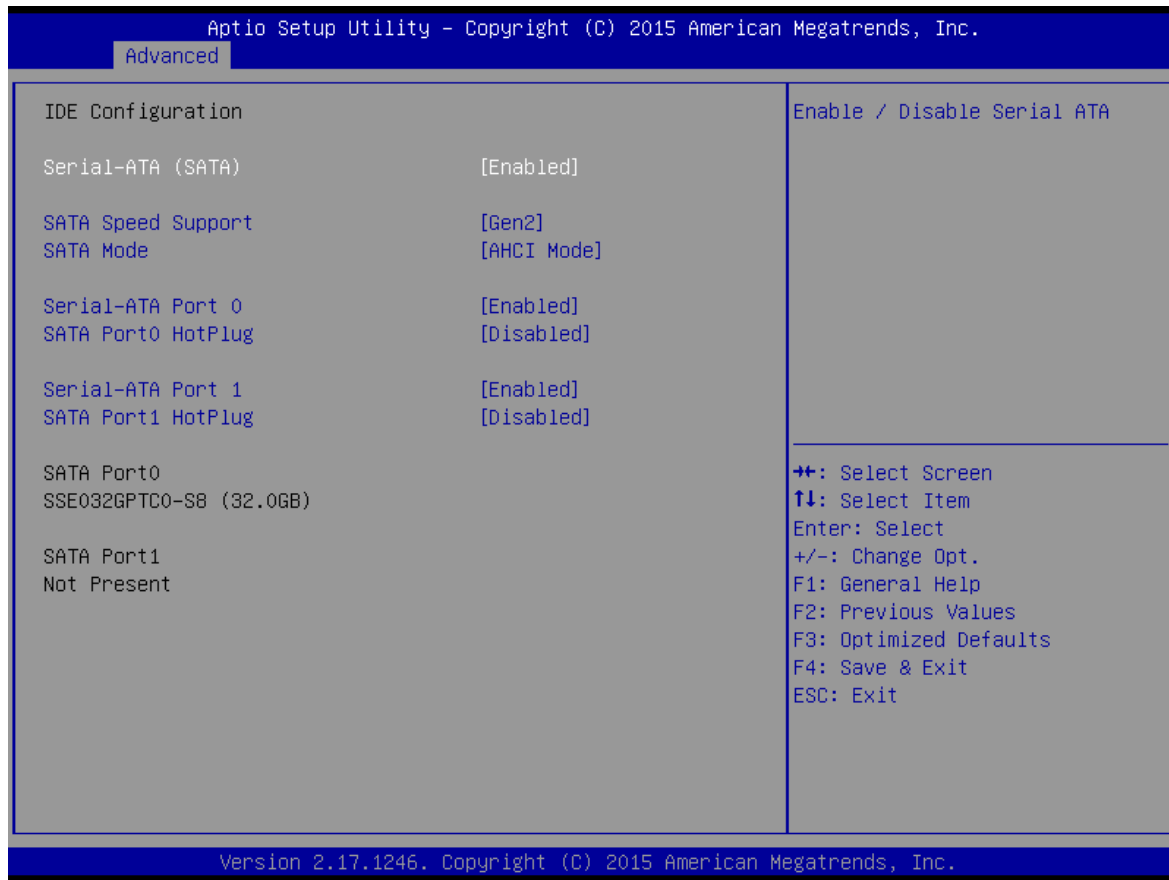 Aptio Setup Utility – Copyright (C) 2015 American Megatrends, Inc.
Advanced
IDE Configuration
Serial-ATA (SATA) [Enabled]
SATA Speed Support [Gen2]
SATA Mode [AHCI Mode]
Serial-ATA Port 0 [Enabled]
SATA Port0 HotPlug [Disabled]
Serial-ATA Port 1 [Enabled]
SATA Port1 HotPlug [Disabled]
SATA Port0
SSE032GPTC0-S8 (32.0GB)
SATA Port1
Not Present
Enable / Disable Serial ATA
→←: Select Screen
↑↓: Select Item
Enter: Select
+/-: Change Opt.
F1: General Help
F2: Previous Values
F3: Optimized Defaults
F4: Save & Exit
ESC: Exit
Version 2.17.1246. Copyright (C) 2015 American Megatrends, Inc.